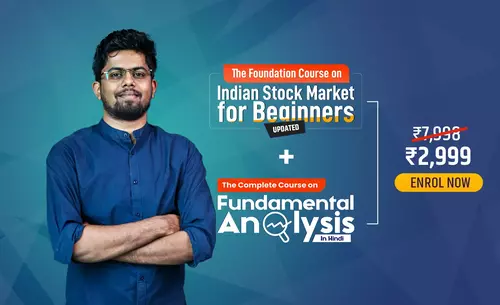 The Foundation Course on
Indian Stock Market
for Beginners
UPDATED
+
The Complete Course on
Fundamental
Analysis
In Hindi
₹7,998
₹2,999
ENROL NOW